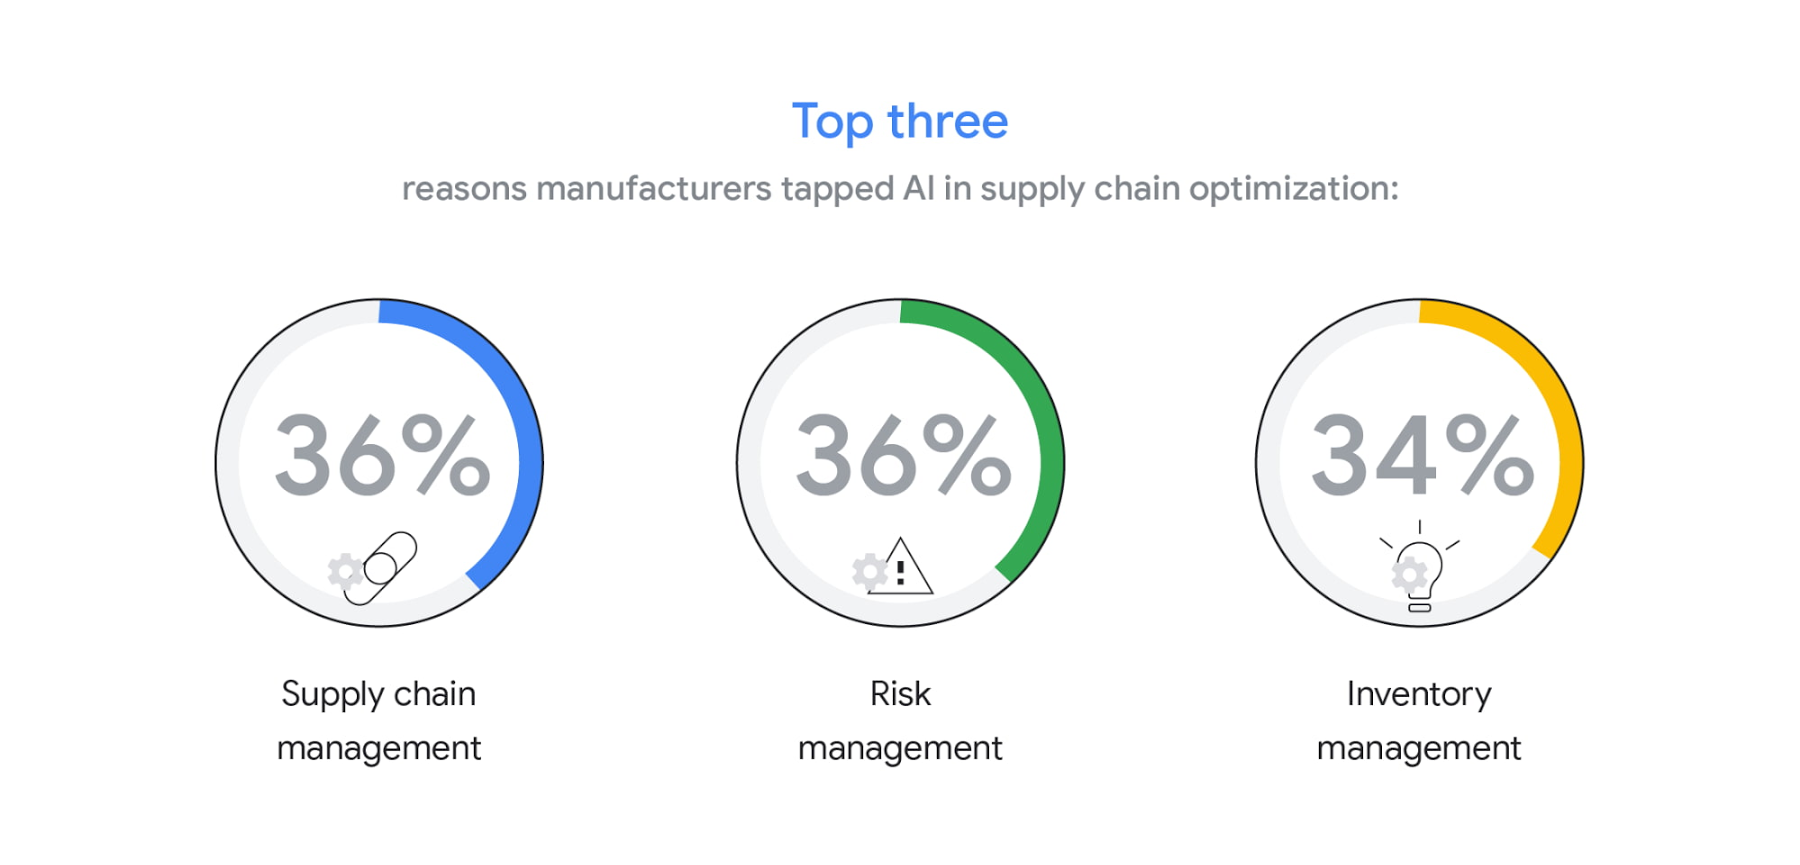 Top three
reasons manufacturers tapped AI in supply chain optimization:
36%
36%
34%
Supply chain
management
Risk
management
Inventory
management